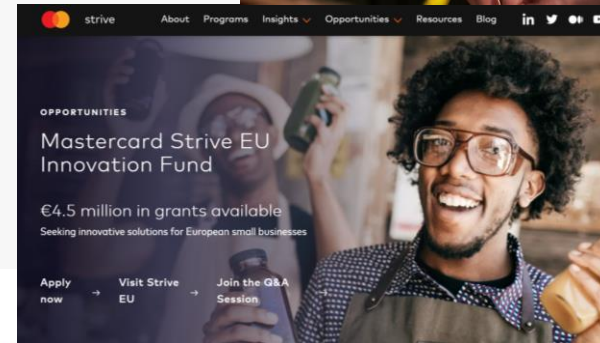 strive About Programs Insights Opportunities Resources Blog in
OPPORTUNITIES
Mastercard Strive EU
Innovation Fund
€4.5 million in grants available
Seeking innovative solutions for European small businesses
Apply now → Visit Strive EU → Join the Q&A Session →